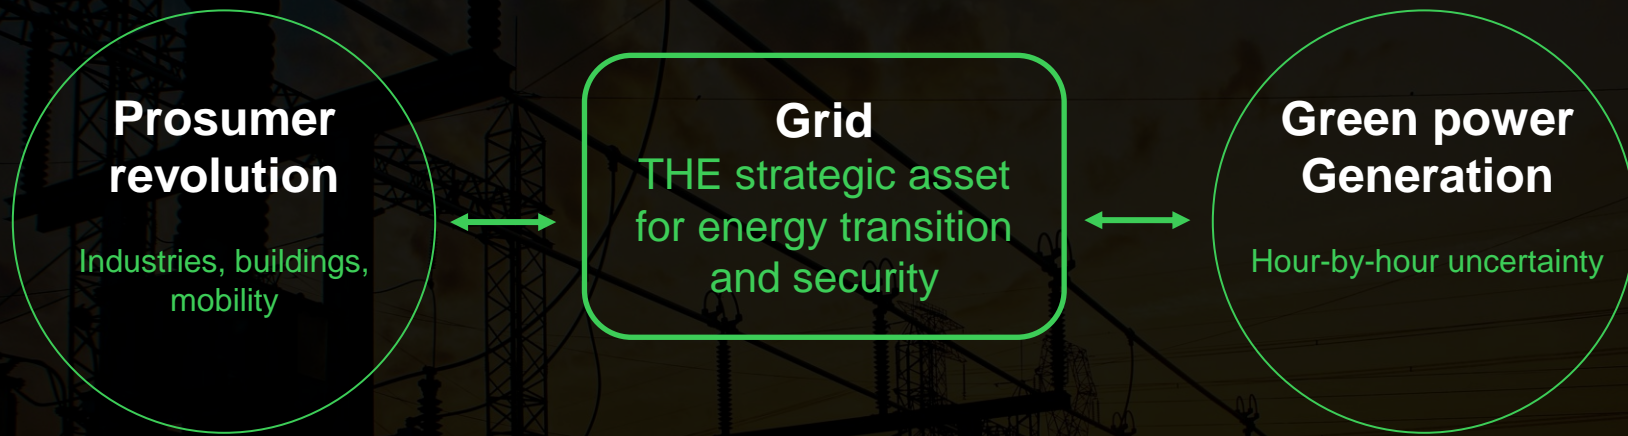 Prosumer
revolution
Industries, buildings,
mobility
Grid
THE strategic asset
for energy transition
and security
Green power
Generation
Hour-by-hour uncertainty